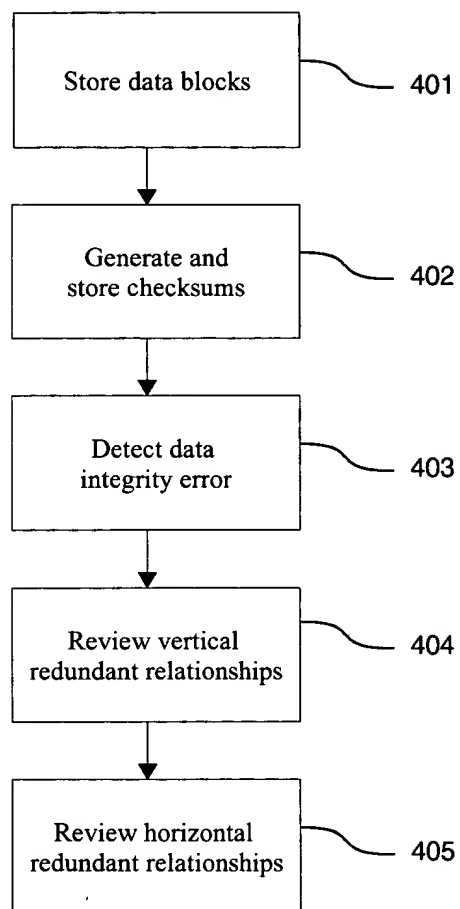 Store data blocks
401
Generate and
store checksums
402
Detect data
integrity error
403
Review vertical
redundant relationships
404
Review horizontal
redundant relationships
405